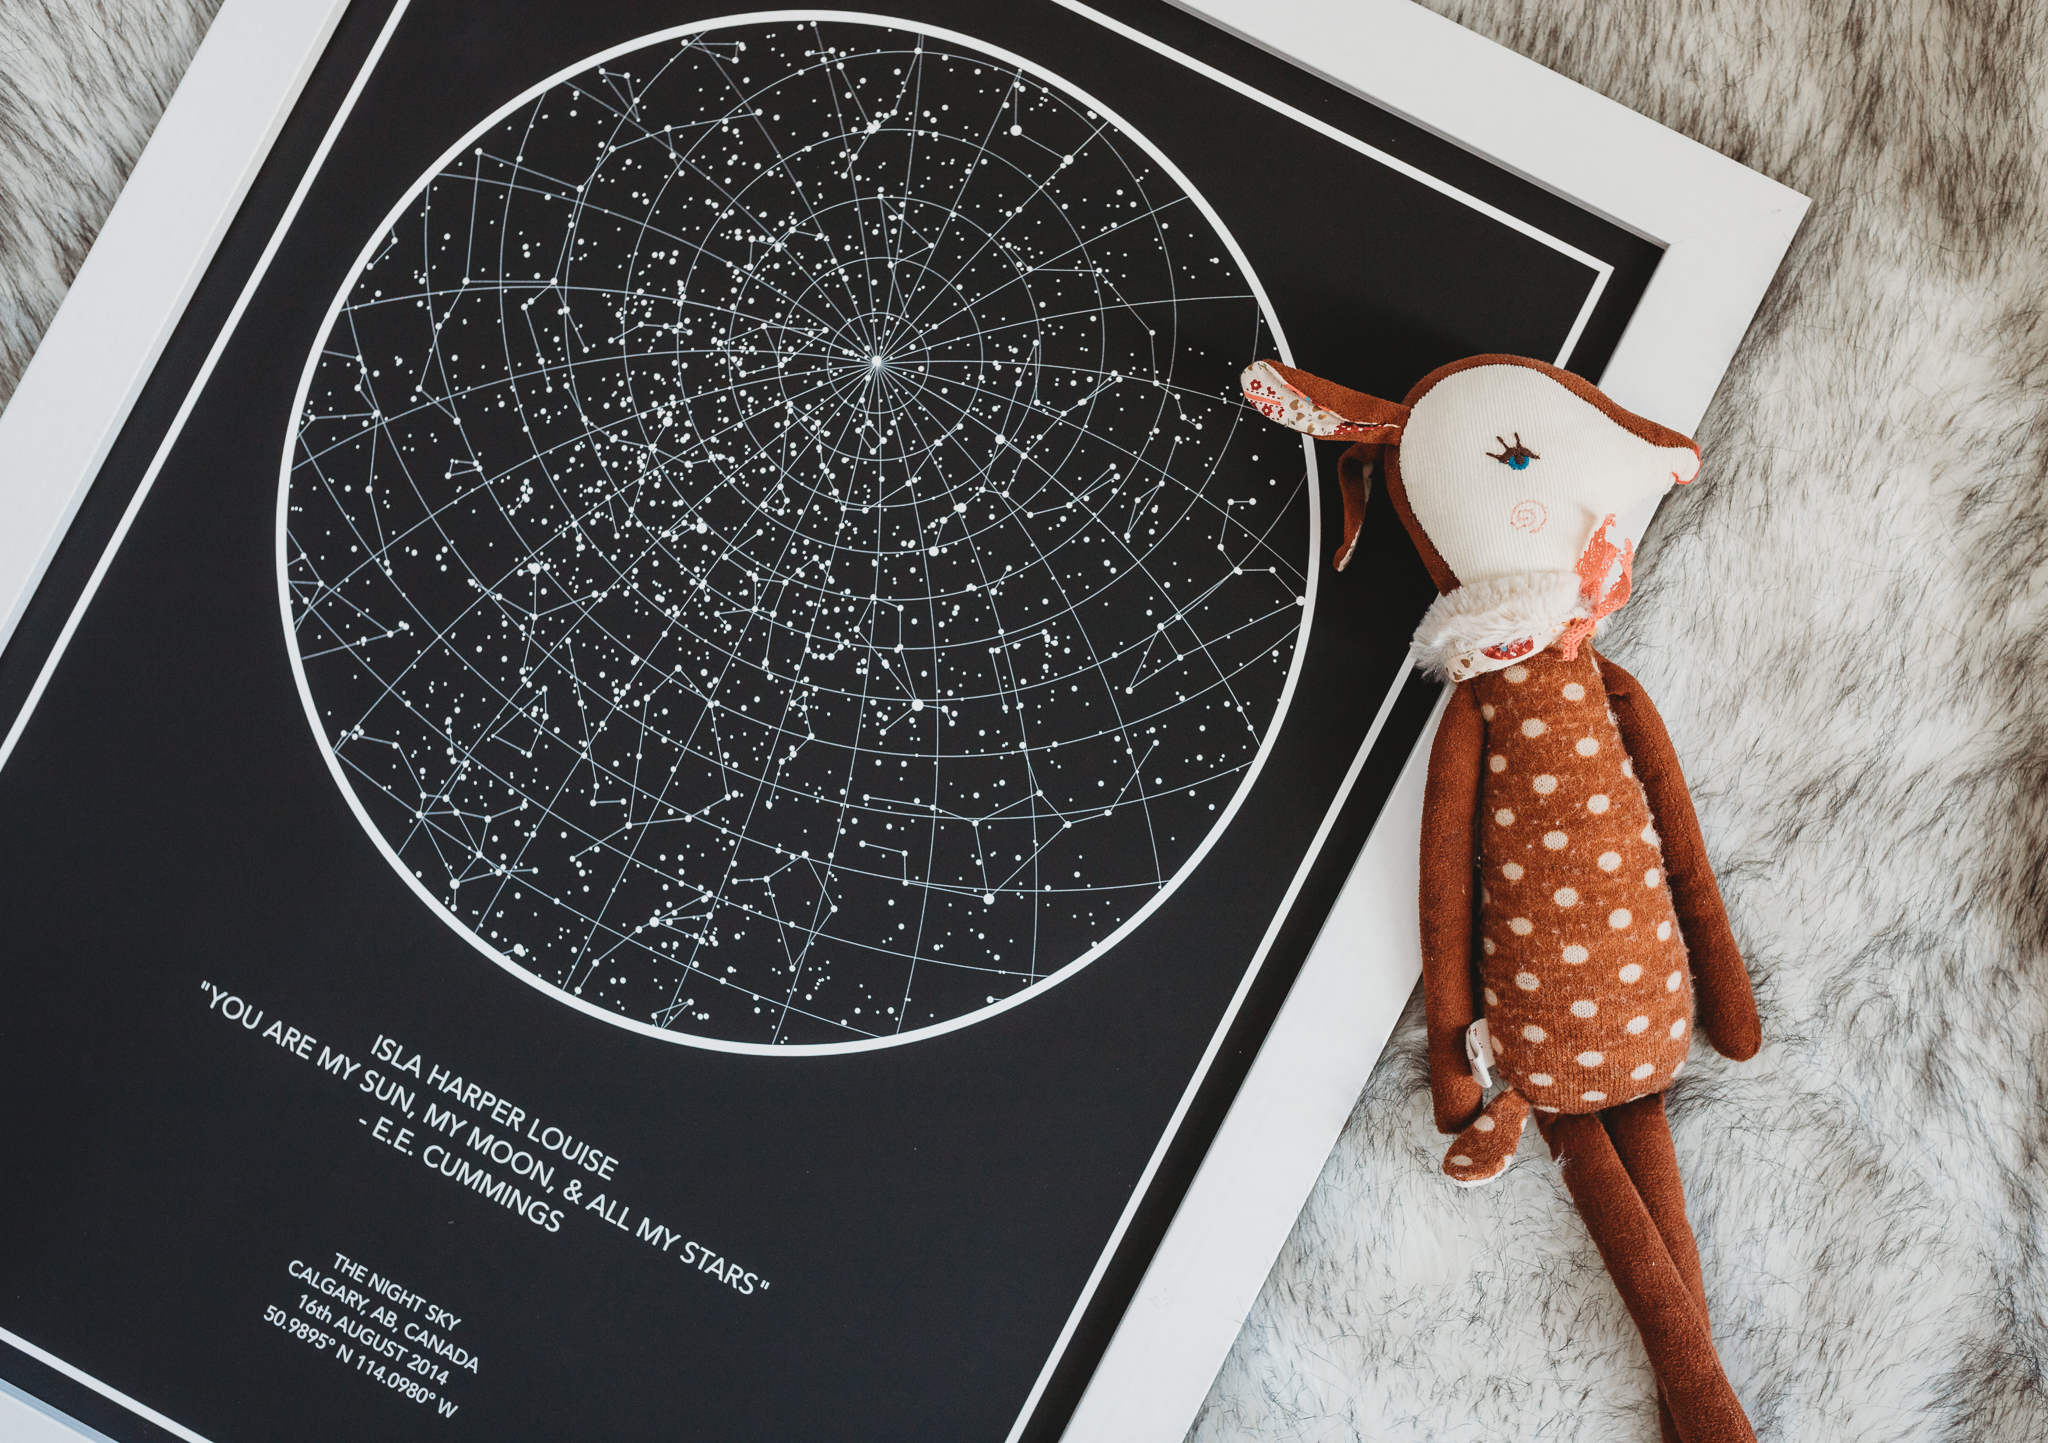 ISLA HARPER LOUISE
"YOU ARE MY SUN, MY MOON, & ALL MY STARS"
- E.E. CUMMINGS
THE NIGHT SKY
CALGARY, AB, CANADA
16th AUGUST 2014
50.9895° N 114.0980° W